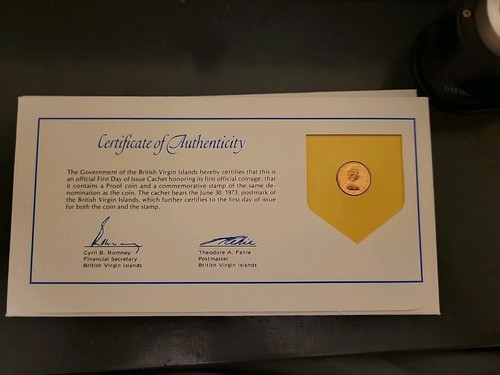 Certificate of Authenticity
The Government of the British Virgin Islands hereby certifies that this is
an official First Day of Issue Cachet honoring its first official coinage; that
it contains a Proof coin and a commemorative stamp of the same de-
nomination as the coin. The cachet bears the June 30, 1973, postmark of
the British Virgin Islands, which further certifies to the first day of issue
for both the coin and the stamp.
Cyril B. Romney
Financial Secretary
British Virgin Islands
Theodore A. Fahie
Postmaster
British Virgin Islands